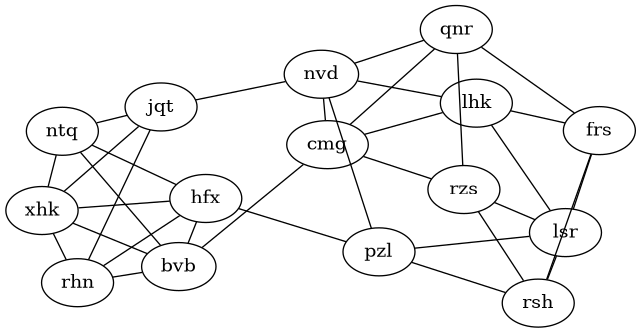 qnr
nvd
lhk
jqt
ntq
frs
cmg
rzs
hfx
xhk
lsr
pzl
bvb
rhn
rsh